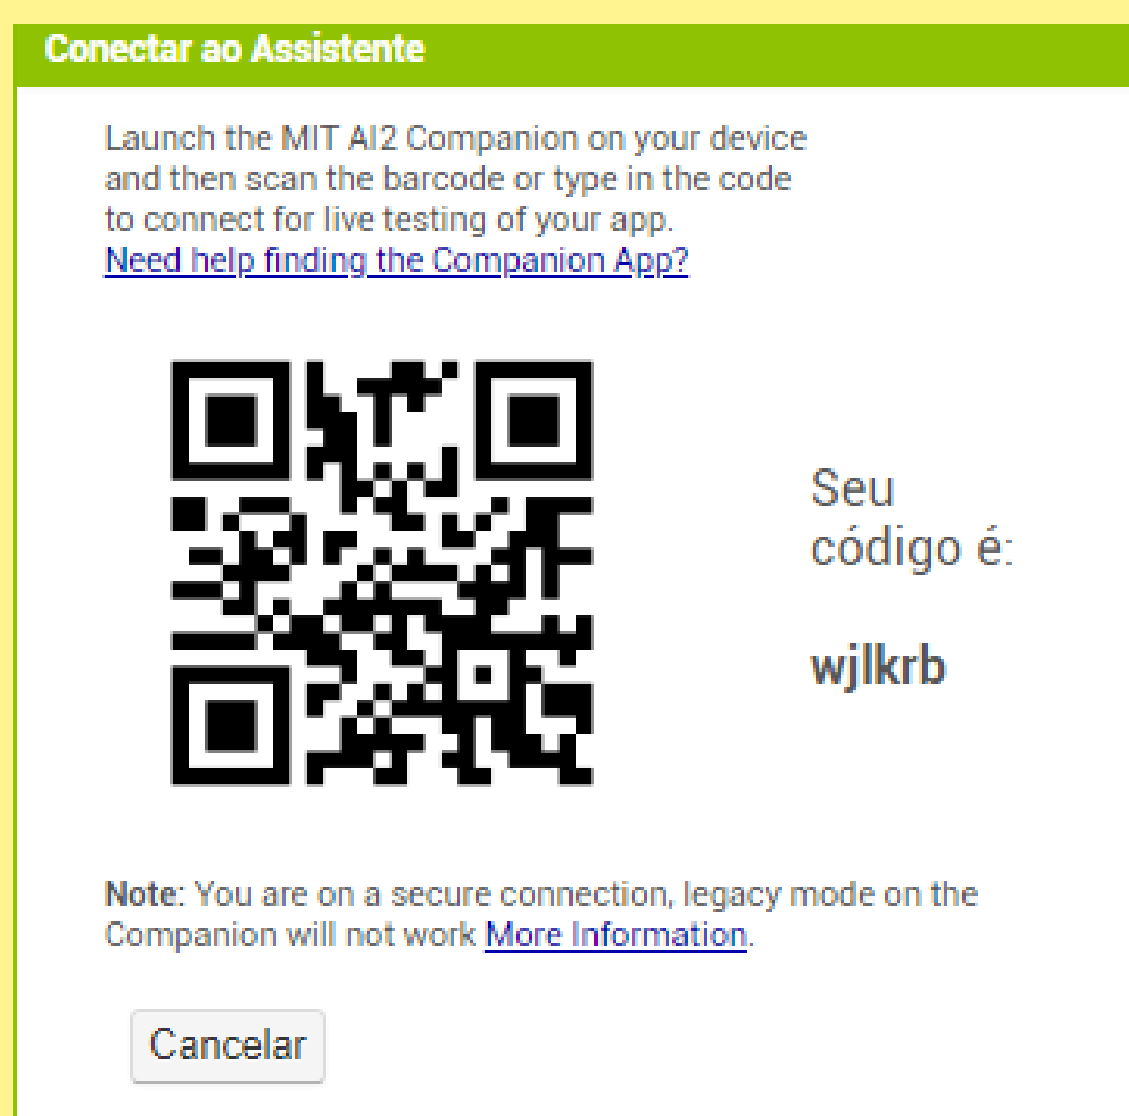 Conectar ao Assistente
Launch the MIT AI2 Companion on your device
and then scan the barcode or type in the code
to connect for live testing of your app.
Need help finding the Companion App?
Seu
código é:
wjlkrb
Note: You are on a secure connection, legacy mode on the
Companion will not work More Information.
Cancelar